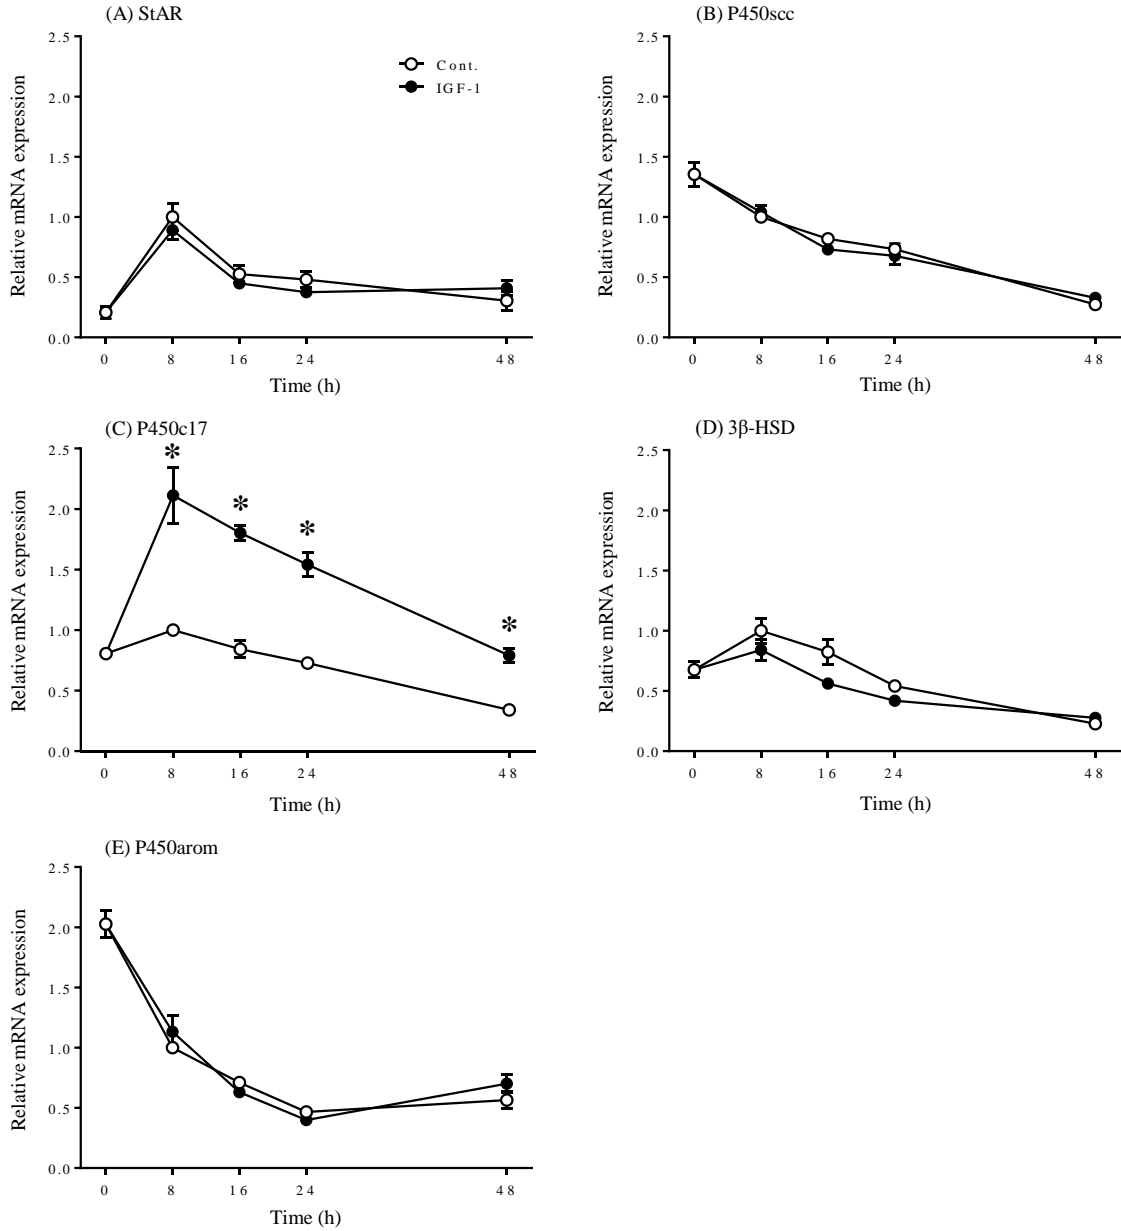 (A) StAR
Relative mRNA expression
2.5
2.0
1.5
1.0
0.5
0.0
Cont.
IGF-1
0 8 16 24 48
Time (h)
(B) P450scc
Relative mRNA expression
2.5
2.0
1.5
1.0
0.5
0.0
0 8 16 24 48
Time (h)
(C) P450c17
Relative mRNA expression
2.5
2.0
1.5
1.0
0.5
0.0
* * * *
0 8 16 24 48
Time (h)
(D) 3β-HSD
Relative mRNA expression
2.5
2.0
1.5
1.0
0.5
0.0
0 8 16 24 48
Time (h)
(E) P450arom
Relative mRNA expression
2.5
2.0
1.5
1.0
0.5
0.0
0 8 16 24 48
Time (h)